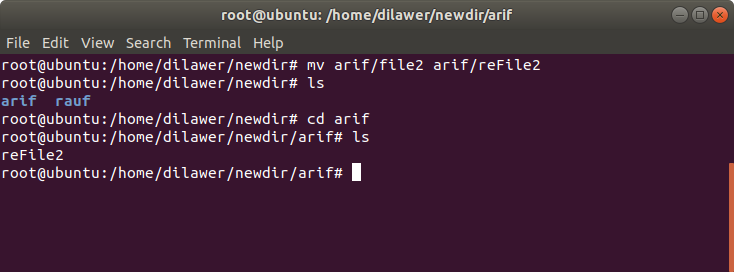 root@ubuntu: /home/dilawer/newdir/arif
File Edit View Search Terminal Help
root@ubuntu:/home/dilawer/newdir# mv arif/file2 arif/reFile2
root@ubuntu:/home/dilawer/newdir# ls
arif  rauf
root@ubuntu:/home/dilawer/newdir# cd arif
root@ubuntu:/home/dilawer/newdir/arif# ls
reFile2
root@ubuntu:/home/dilawer/newdir/arif#